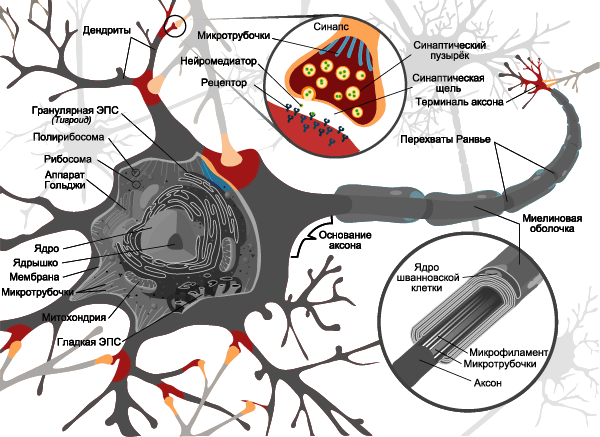 Дендриты
Микротрубочки
Синапс
Синаптический
пузырёк
Нейромедиатор
Рецептор
Синаптическая
щель
Терминаль аксона
Гранулярная ЭПС
(Тигроид)
Полирибосома
Рибосома
Аппарат
Гольджи
Перехваты Ранвье
Миелиновая
оболочка
Основание
аксона
Ядро
Ядрышко
Мембрана
Микротрубочки
Митохондрия
Гладкая ЭПС
Ядро
шванновской
клетки
Микрофиламент
Микротрубочки
Аксон